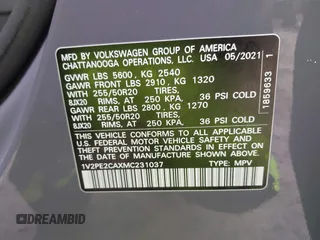 MFD. BY VOLKSWAGEN GROUP OF AMERICA
CHATTANOOGA OPERATIONS, LLC. USA 05/2021
GVWR LBS 5600, KG 2540
GAWR FRONT LBS 2910, KG 1320
WITH 255/50R20 TIRES,
8JX20 RIMS, AT 250 KPA. 36 PSI COLD
GAWR REAR LBS 2800, KG 1270
WITH 255/50R20 TIRES,
8JX20 RIMS, AT 250 KPA. 36 PSI COLD
THIS VEHICLE CONFORMS TO ALL APPLICABLE
U.S. FEDERAL MOTOR VEHICLE SAFETY AND
THEFT PREVENTION STANDARDS IN EFFECT ON
THE DATE OF MANUFACTURE SHOWN ABOVE.
1V2PE2CAXMC231037 TYPE: MPV
1859633 1
DREAMBID